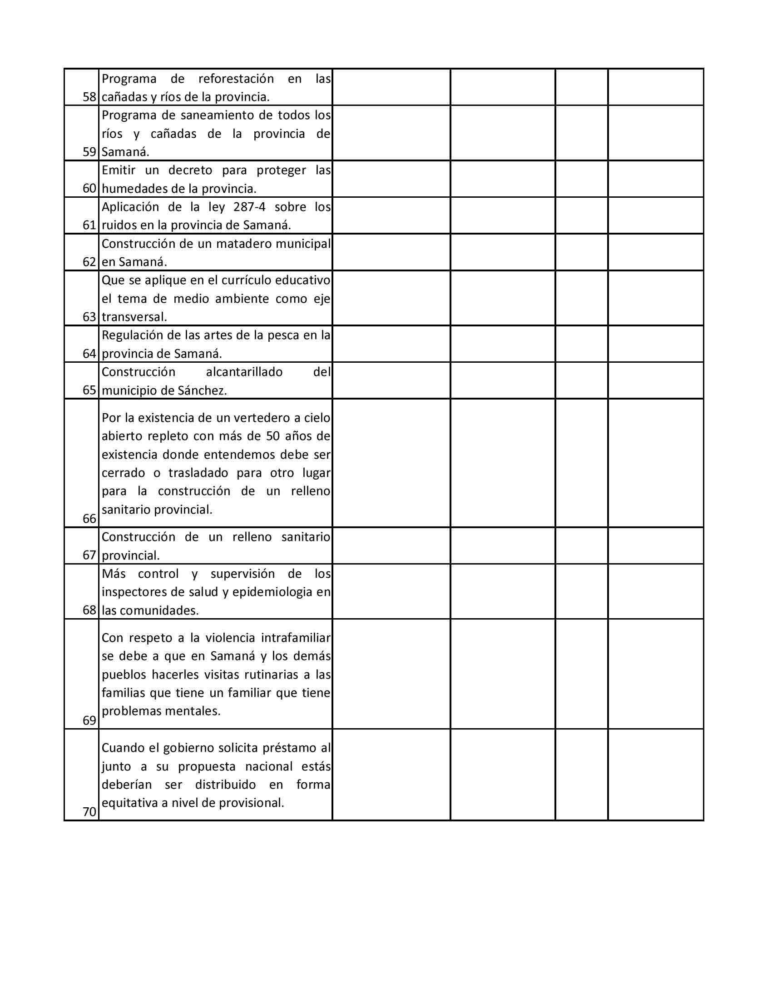 Programa de reforestación en las
58 cañadas y ríos de la provincia.
Programa de saneamiento de todos los
ríos y cañadas de la provincia de
59 Samaná.
Emitir un decreto para proteger las
60 humedades de la provincia.
Aplicación de la ley 287-4 sobre los
61 ruidos en la provincia de Samaná.
Construcción de un matadero municipal
62 en Samaná.
Que se aplique en el currículo educativo
el tema de medio ambiente como eje
63 transversal.
Regulación de las artes de la pesca en la
64 provincia de Samaná.
Construcción alcantarillado del
65 municipio de Sánchez.
Por la existencia de un vertedero a cielo
abierto repleto con más de 50 años de
existencia donde entendemos debe ser
cerrado o trasladado para otro lugar
para la construcción de un relleno
sanitario provincial.
66
Construcción de un relleno sanitario
67 provincial.
Más control y supervisión de los
inspectores de salud y epidemiologia en
68 las comunidades.
Con respeto a la violencia intrafamiliar
se debe a que en Samaná y los demás
pueblos hacerles visitas rutinarias a las
familias que tiene un familiar que tiene
problemas mentales.
69
Cuando el gobierno solicita préstamo al
junto a su propuesta nacional estás
deberían ser distribuido en forma
equitativa a nivel de provisional.
70